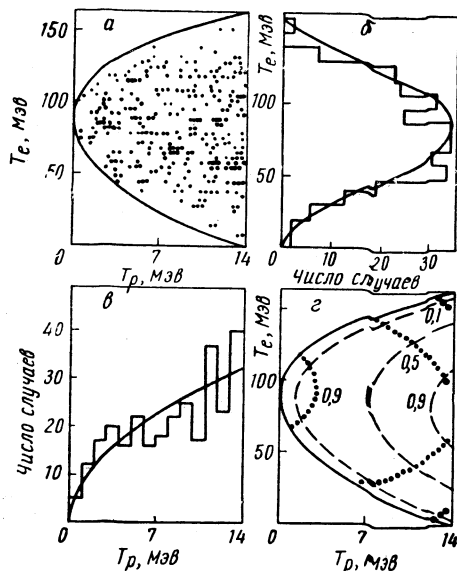 а
Tₑ, мэв
150
100
50
0
7
14
Tₚ, мэв
б
Tₑ, мэв
100
50
0
10
20
30
Число случаев
в
Число случаев
40
30
20
10
0
7
14
Tₚ, мэв
г
Tₑ, мэв
100
50
0
7
14
Tₚ, мэв
0,1
0,5
0,9
0,9